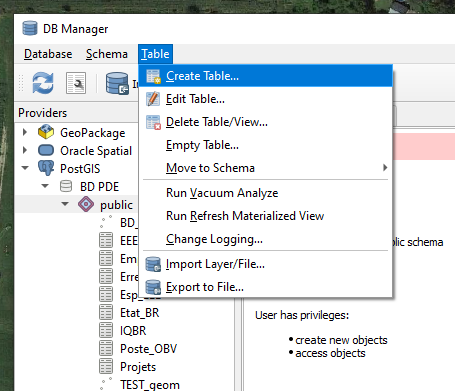 DB Manager
Database Schema Table
Create Table...
Edit Table...
Delete Table/View...
Empty Table...
Move to Schema
Run Vacuum Analyze
Run Refresh Materialized View
Change Logging...
Import Layer/File...
Export to File...
Providers
GeoPackage
Oracle Spatial
PostGIS
BD PDE
public
BD_
EEE
Em
Erre
Esp_
Etat_BR
IQBR
Poste_OBV
Projets
TEST_geom
schema
User has privileges:
• create new objects
• access objects